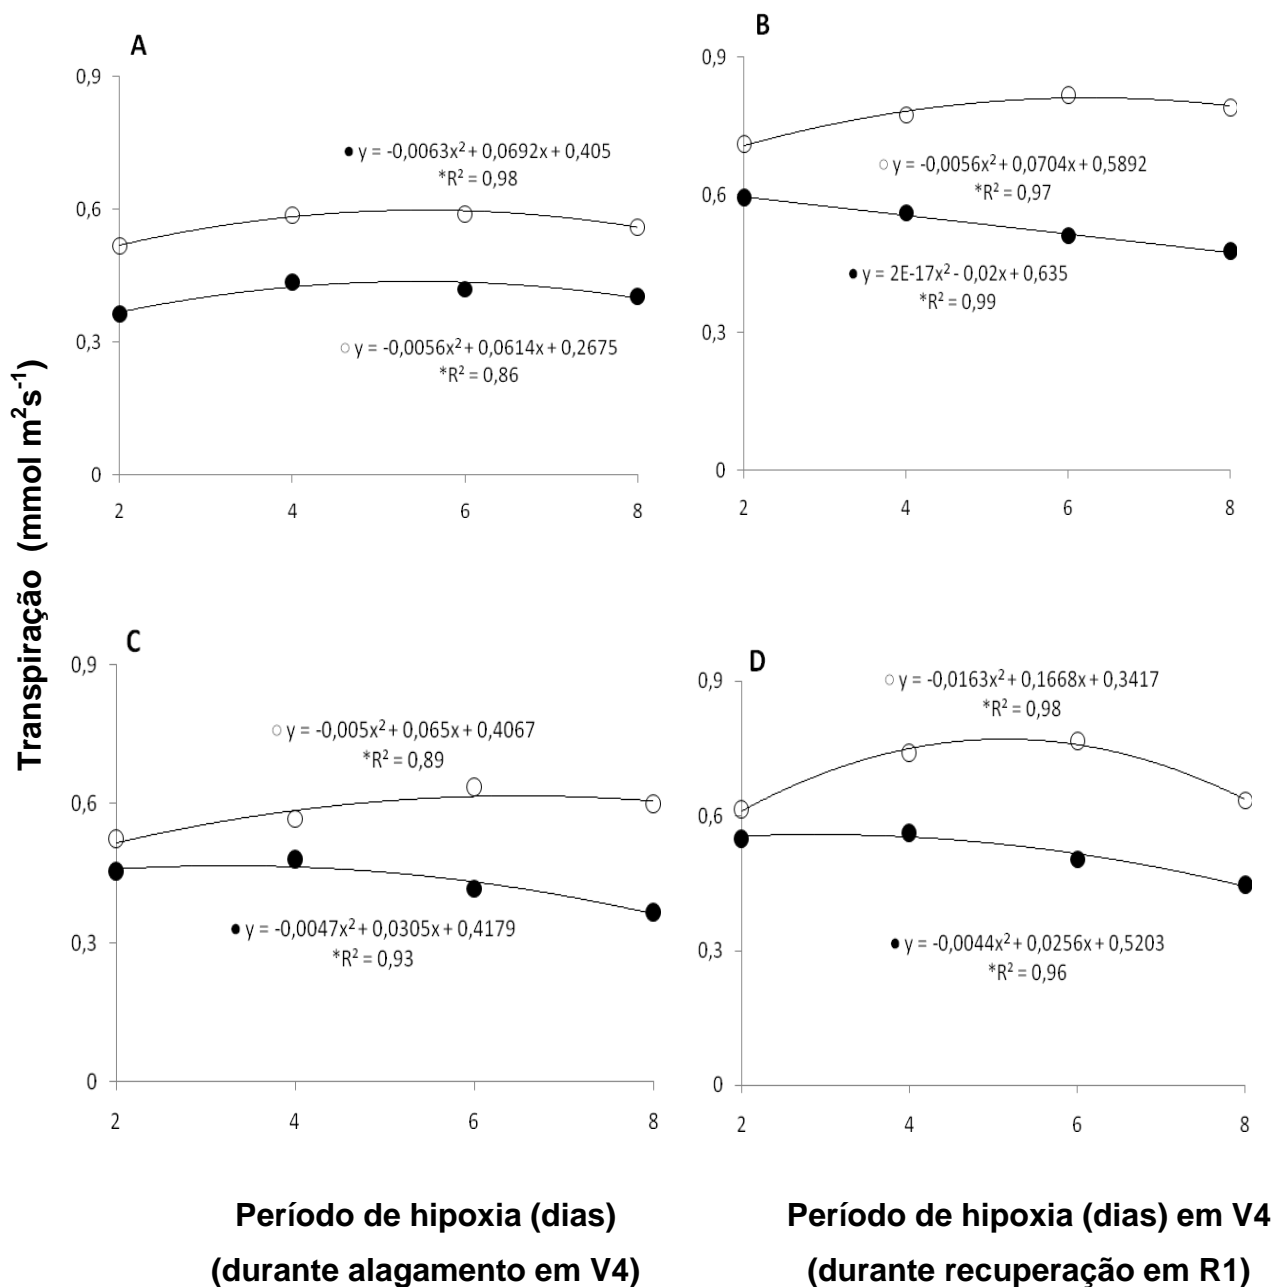 Transpiração (mmol m²s⁻¹)
A
0,9
0,6
0,3
0
● y = -0,0063x² + 0,0692x + 0,405
*R² = 0,98
○ y = -0,0056x² + 0,0614x + 0,2675
*R² = 0,86
2 4 6 8
B
0,9
0,6
0,3
0
○ y = -0,0056x² + 0,0704x + 0,5892
*R² = 0,97
● y = 2E-17x² - 0,02x + 0,635
*R² = 0,99
2 4 6 8
C
0,9
0,6
0,3
0
○ y = -0,005x² + 0,065x + 0,4067
*R² = 0,89
● y = -0,0047x² + 0,0305x + 0,4179
*R² = 0,93
2 4 6 8
D
0,9
0,6
0,3
0
○ y = -0,0163x² + 0,1668x + 0,3417
*R² = 0,98
● y = -0,0044x² + 0,0256x + 0,5203
*R² = 0,96
2 4 6 8
Período de hipoxia (dias)
(durante alagamento em V4)
Período de hipoxia (dias) em V4
(durante recuperação em R1)